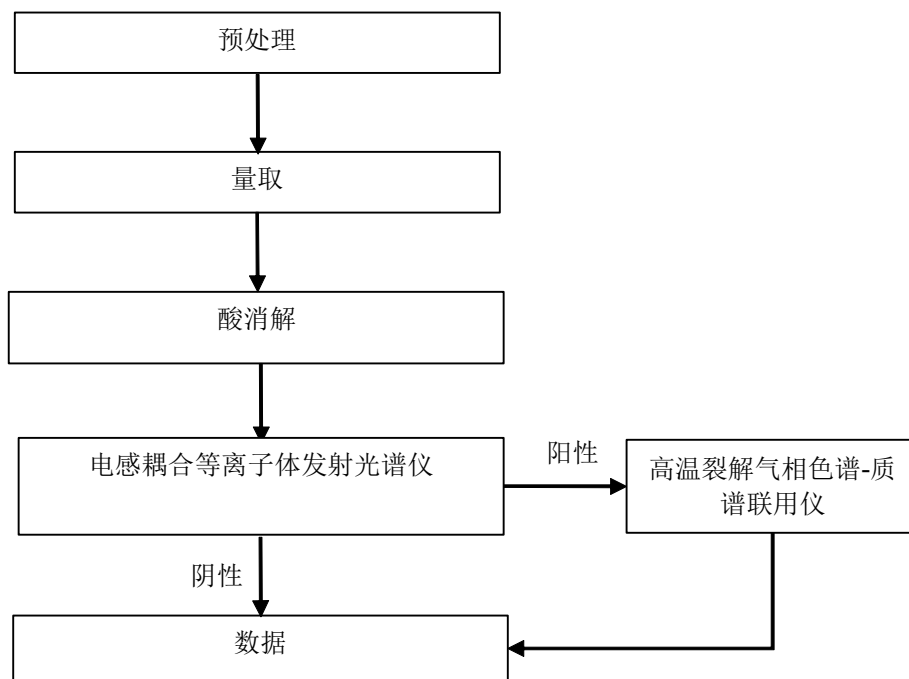 预处理
量取
酸消解
电感耦合等离子体发射光谱仪
阳性
高温裂解气相色谱-质
谱联用仪
阴性
数据